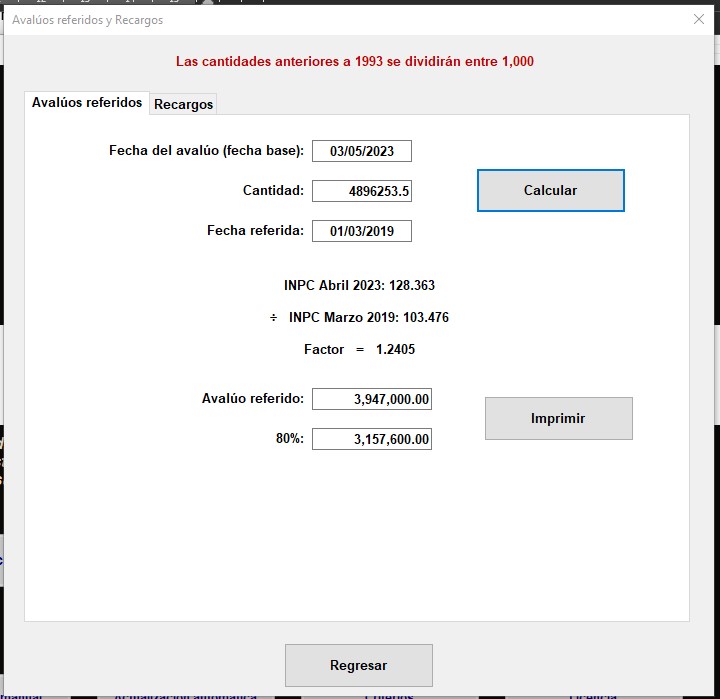 Avalúos referidos y Recargos
Las cantidades anteriores a 1993 se dividirán entre 1,000
Avalúos referidos
Recargos
Fecha del avalúo (fecha base): 03/05/2023
Cantidad: 4896253.5
Calcular
Fecha referida: 01/03/2019
INPC Abril 2023: 128.363
÷ INPC Marzo 2019: 103.476
Factor = 1.2405
Avalúo referido: 3,947,000.00
Imprimir
80%: 3,157,600.00
Regresar